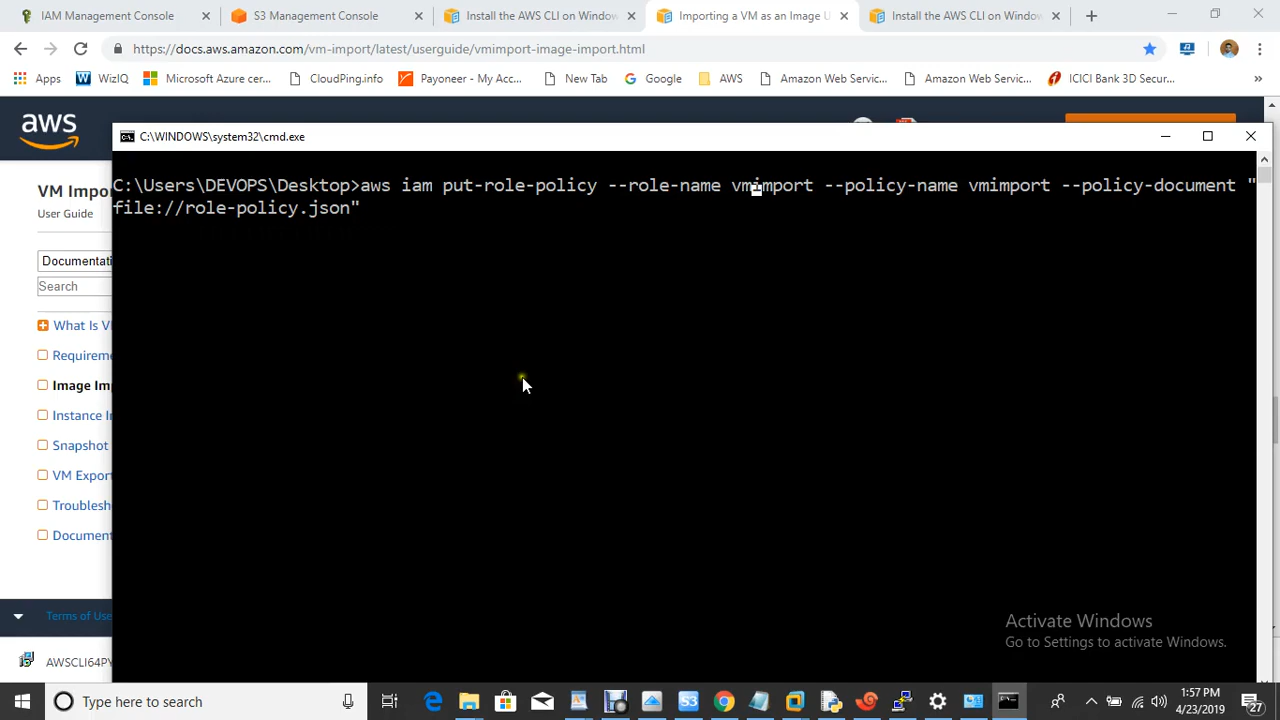 IAM Management Console
S3 Management Console
Install the AWS CLI on Window
Importing a VM as an Image U
Install the AWS CLI on Window
https://docs.aws.amazon.com/vm-import/latest/userguide/vmimport-image-import.html
Apps
WizIQ
Microsoft Azure cer...
CloudPing.info
Payoneer - My Acc...
New Tab
Google
AWS
Amazon Web Servic...
Amazon Web Servic...
ICICI Bank 3D Secur...
aws
C:\WINDOWS\system32\cmd.exe
C:\Users\DEVOPS\Desktop>aws iam put-role-policy --role-name vmimport --policy-name vmimport --policy-document "
file://role-policy.json"
VM Impor
User Guide
Documentati
Search
What Is V
Requireme
Image Im
Instance I
Snapshot
VM Export
Troublesh
Document
Terms of Use
AWSCLI64PY
Activate Windows
Go to Settings to activate Windows.
Type here to search
1:57 PM
4/23/2019
27